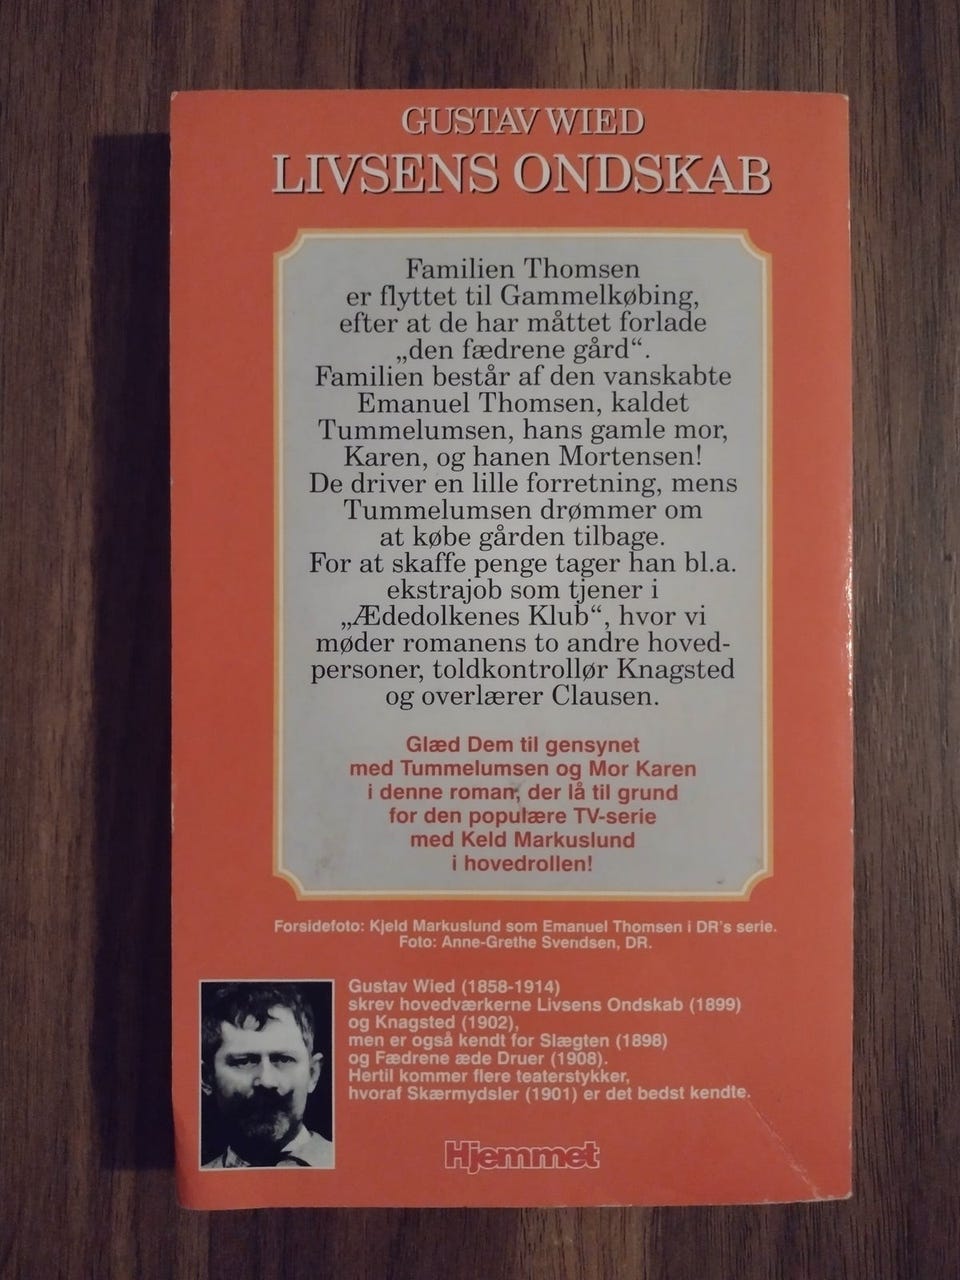 GUSTAV WIED
LIVSENS ONDSKAB
Familien Thomsen
er flyttet til Gammelkøbing,
efter at de har måttet forlade
„den fædrene gård“.
Familien består af den vanskabte
Emanuel Thomsen, kaldet
Tummelumsen, hans gamle mor,
Karen, og hanen Mortensen!
De driver en lille forretning, mens
Tummelumsen drømmer om
at købe gården tilbage.
For at skaffe penge tager han bl.a.
ekstrajob som tjener i
„Ædedolkenes Klub“, hvor vi
møder romanens to andre hoved-
personer, toldkontrollør Knagsted
og overlærer Clausen.
Glæd Dem til gensynet
med Tummelumsen og Mor Karen
i denne roman, der lå til grund
for den populære TV-serie
med Keld Markuslund
i hovedrollen!
Forsidefoto: Kjeld Markuslund som Emanuel Thomsen i DR's serie.
Foto: Anne-Grethe Svendsen, DR.
Gustav Wied (1858-1914)
skrev hovedværkerne Livsens Ondskab (1899)
og Knagsted (1902),
men er også kendt for Slægten (1898)
og Fædrene æde Druer (1908).
Hertil kommer flere teaterstykker,
hvoraf Skærmydsler (1901) er det bedst kendte.
Hjemmet